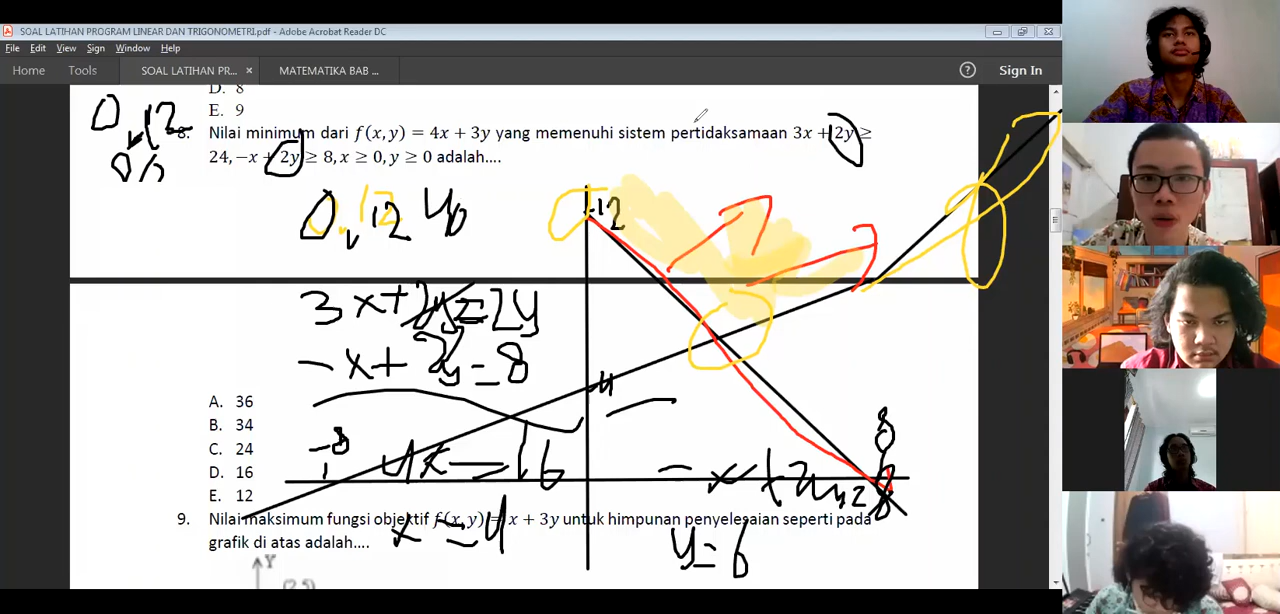 SOAL LATIHAN PROGRAM LINEAR DAN TRIGONOMETRI.pdf - Adobe Acrobat Reader DC
File Edit View Sign Window Help
Home Tools SOAL LATIHAN PR... × MATEMATIKA BAB ... ? Sign In
D. 8
E. 9
0,12
8. Nilai minimum dari f(x, y) = 4x + 3y yang memenuhi sistem pertidaksamaan 3x + 2y ≥
24, −x + 2y ≥ 8, x ≥ 0, y ≥ 0 adalah....
0,12
12
3x+2y=24
-x+2y=8
4
A. 36
B. 34
C. 24
D. 16
E. 12
-8
8
4x=16
x=4
y=6
9. Nilai maksimum fungsi objektif f(x, y) = x + 3y untuk himpunan penyelesaian seperti pada
grafik di atas adalah....
Y
(2,5)